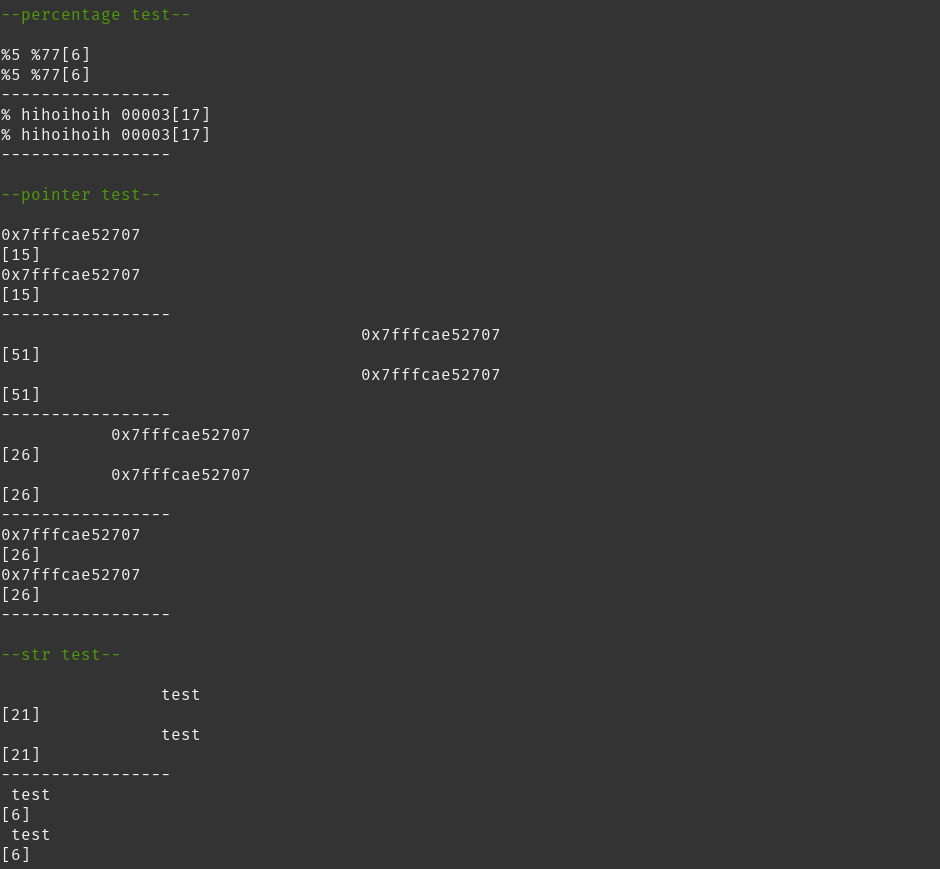 --percentage test--

%5 %77[6]
%5 %77[6]
-----------------
% hihoihoih 00003[17]
% hihoihoih 00003[17]
-----------------

--pointer test--

0x7fffcae52707
[15]
0x7fffcae52707
[15]
-----------------
                                    0x7fffcae52707
[51]
                                    0x7fffcae52707
[51]
-----------------
           0x7fffcae52707
[26]
           0x7fffcae52707
[26]
-----------------
0x7fffcae52707
[26]
0x7fffcae52707
[26]
-----------------

--str test--

                test
[21]
                test
[21]
-----------------
 test
[6]
 test
[6]